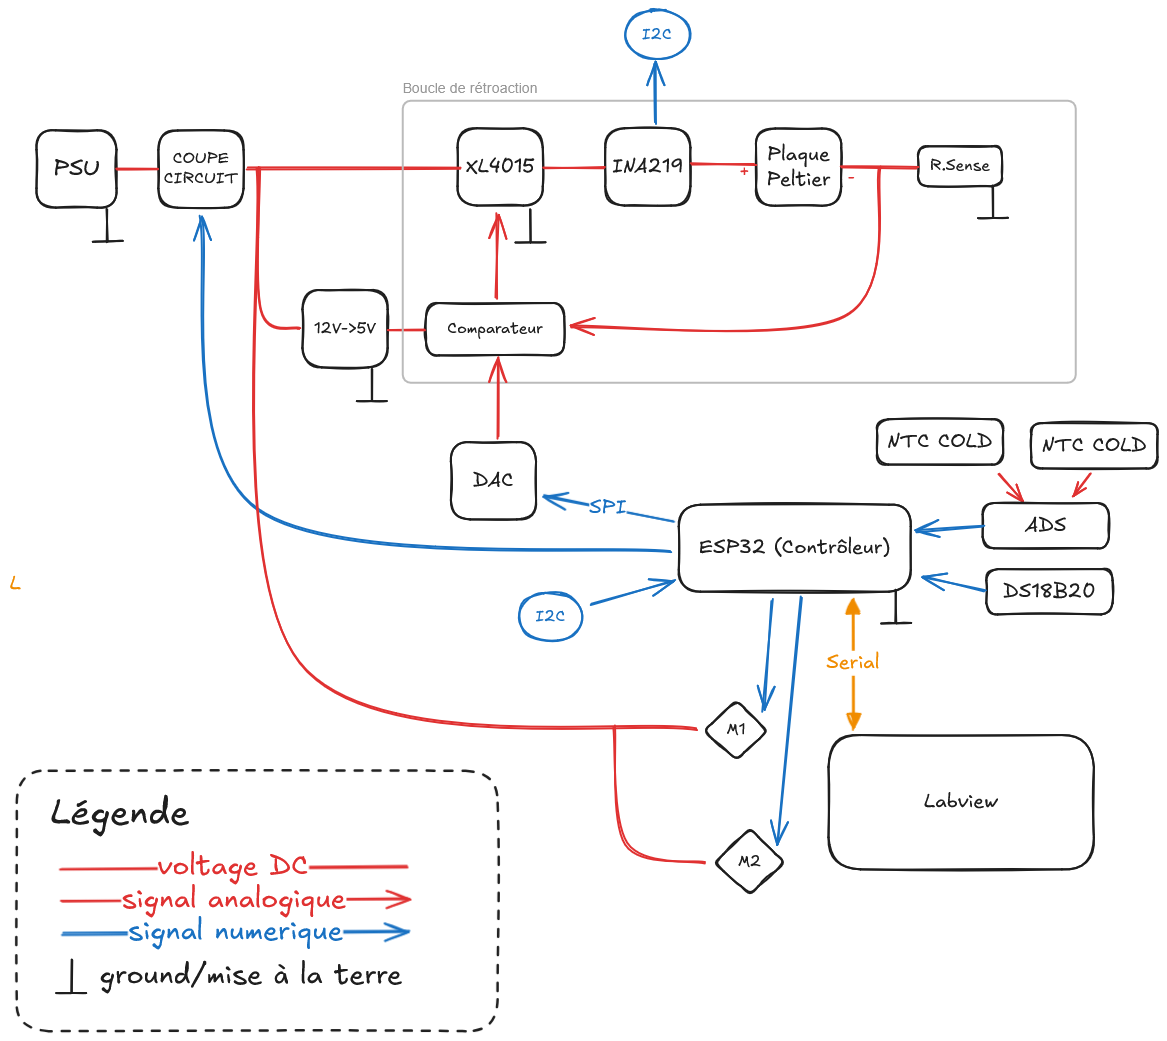 I2C
Boucle de rétroaction
PSU
COUPE
CIRCUIT
XL4015
INA219
+
Plaque
Peltier
-
R.Sense
12V->5V
Comparateur
DAC
SPI
NTC COLD
NTC COLD
ADS
ESP32 (Contrôleur)
DS18B20
L
I2C
Serial
M1
Labview
M2
Légende
voltage DC
signal analogique
signal numerique
ground/mise à la terre